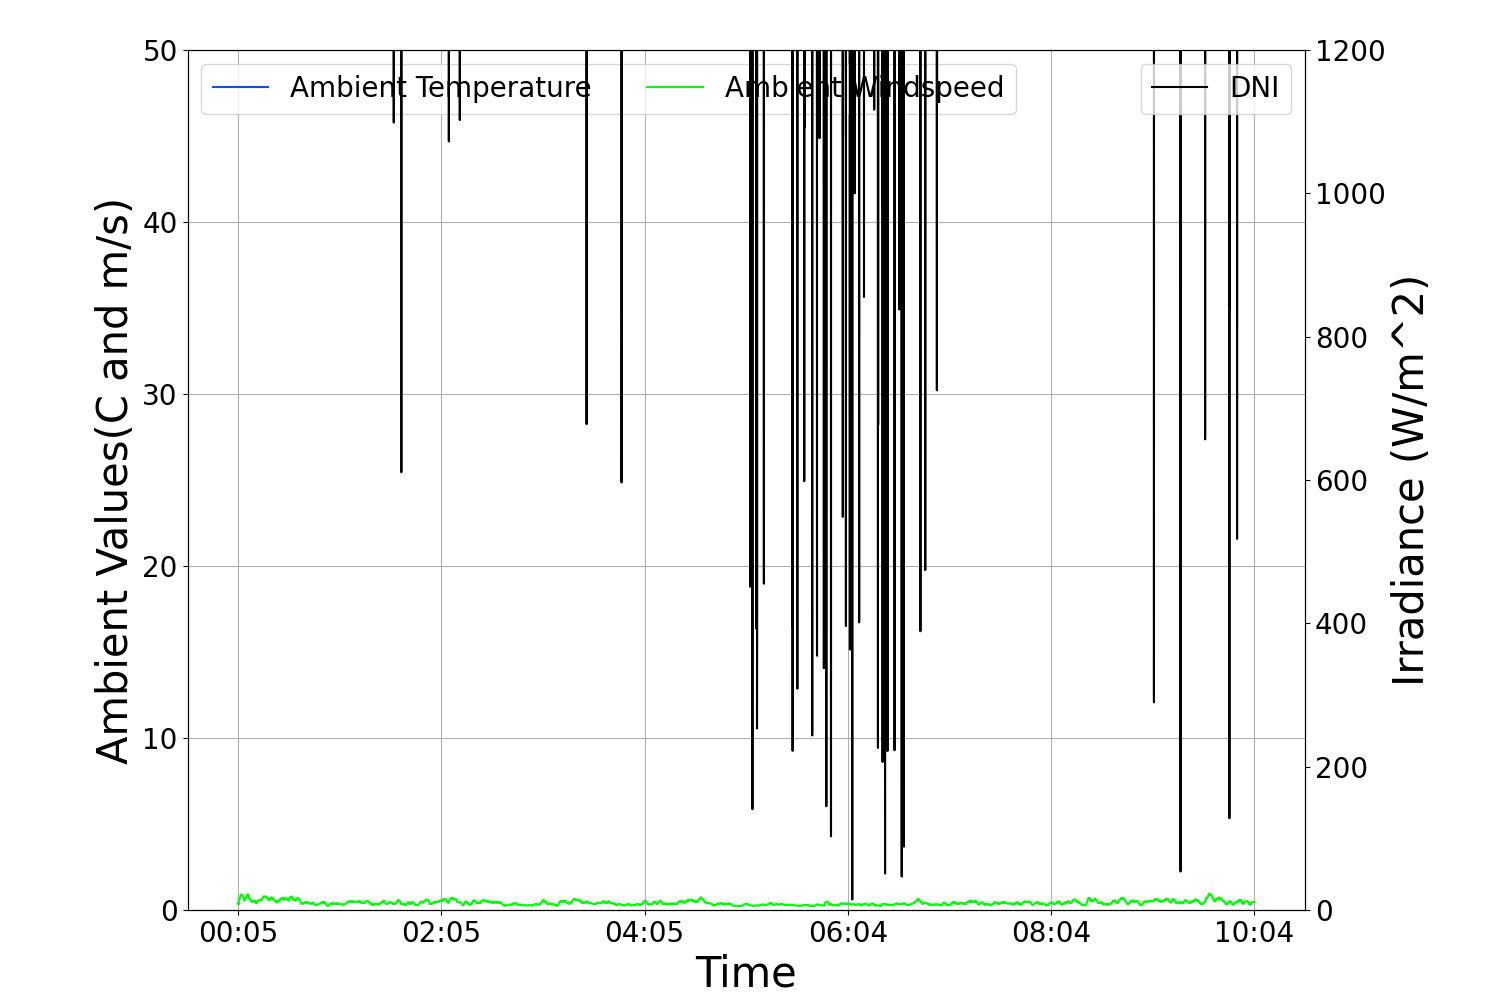 Ambient Values(C and m/s)
50
40
30
20
10
0
Ambient Temperature
Ambient Windspeed
DNI
1200
1000
800
600
400
200
0
Irradiance (W/m^2)
00:05 02:05 04:05 06:04 08:04 10:04
Time